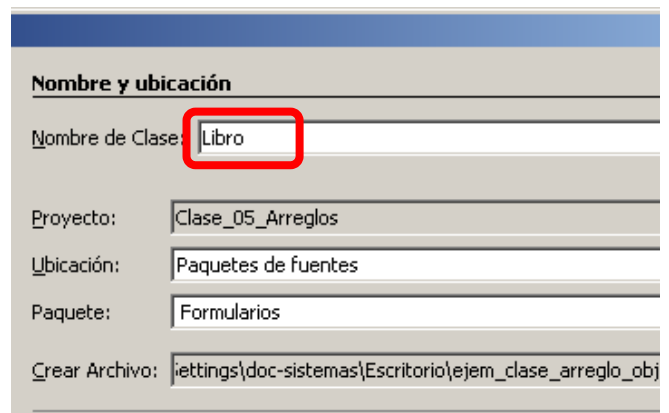 Nombre y ubicación
Nombre de Clase: Libro
Proyecto: Clase_05_Arreglos
Ubicación: Paquetes de fuentes
Paquete: Formularios
Crear Archivo: ettings\doc-sistemas\Escritorio\ejem_clase_arreglo_obj